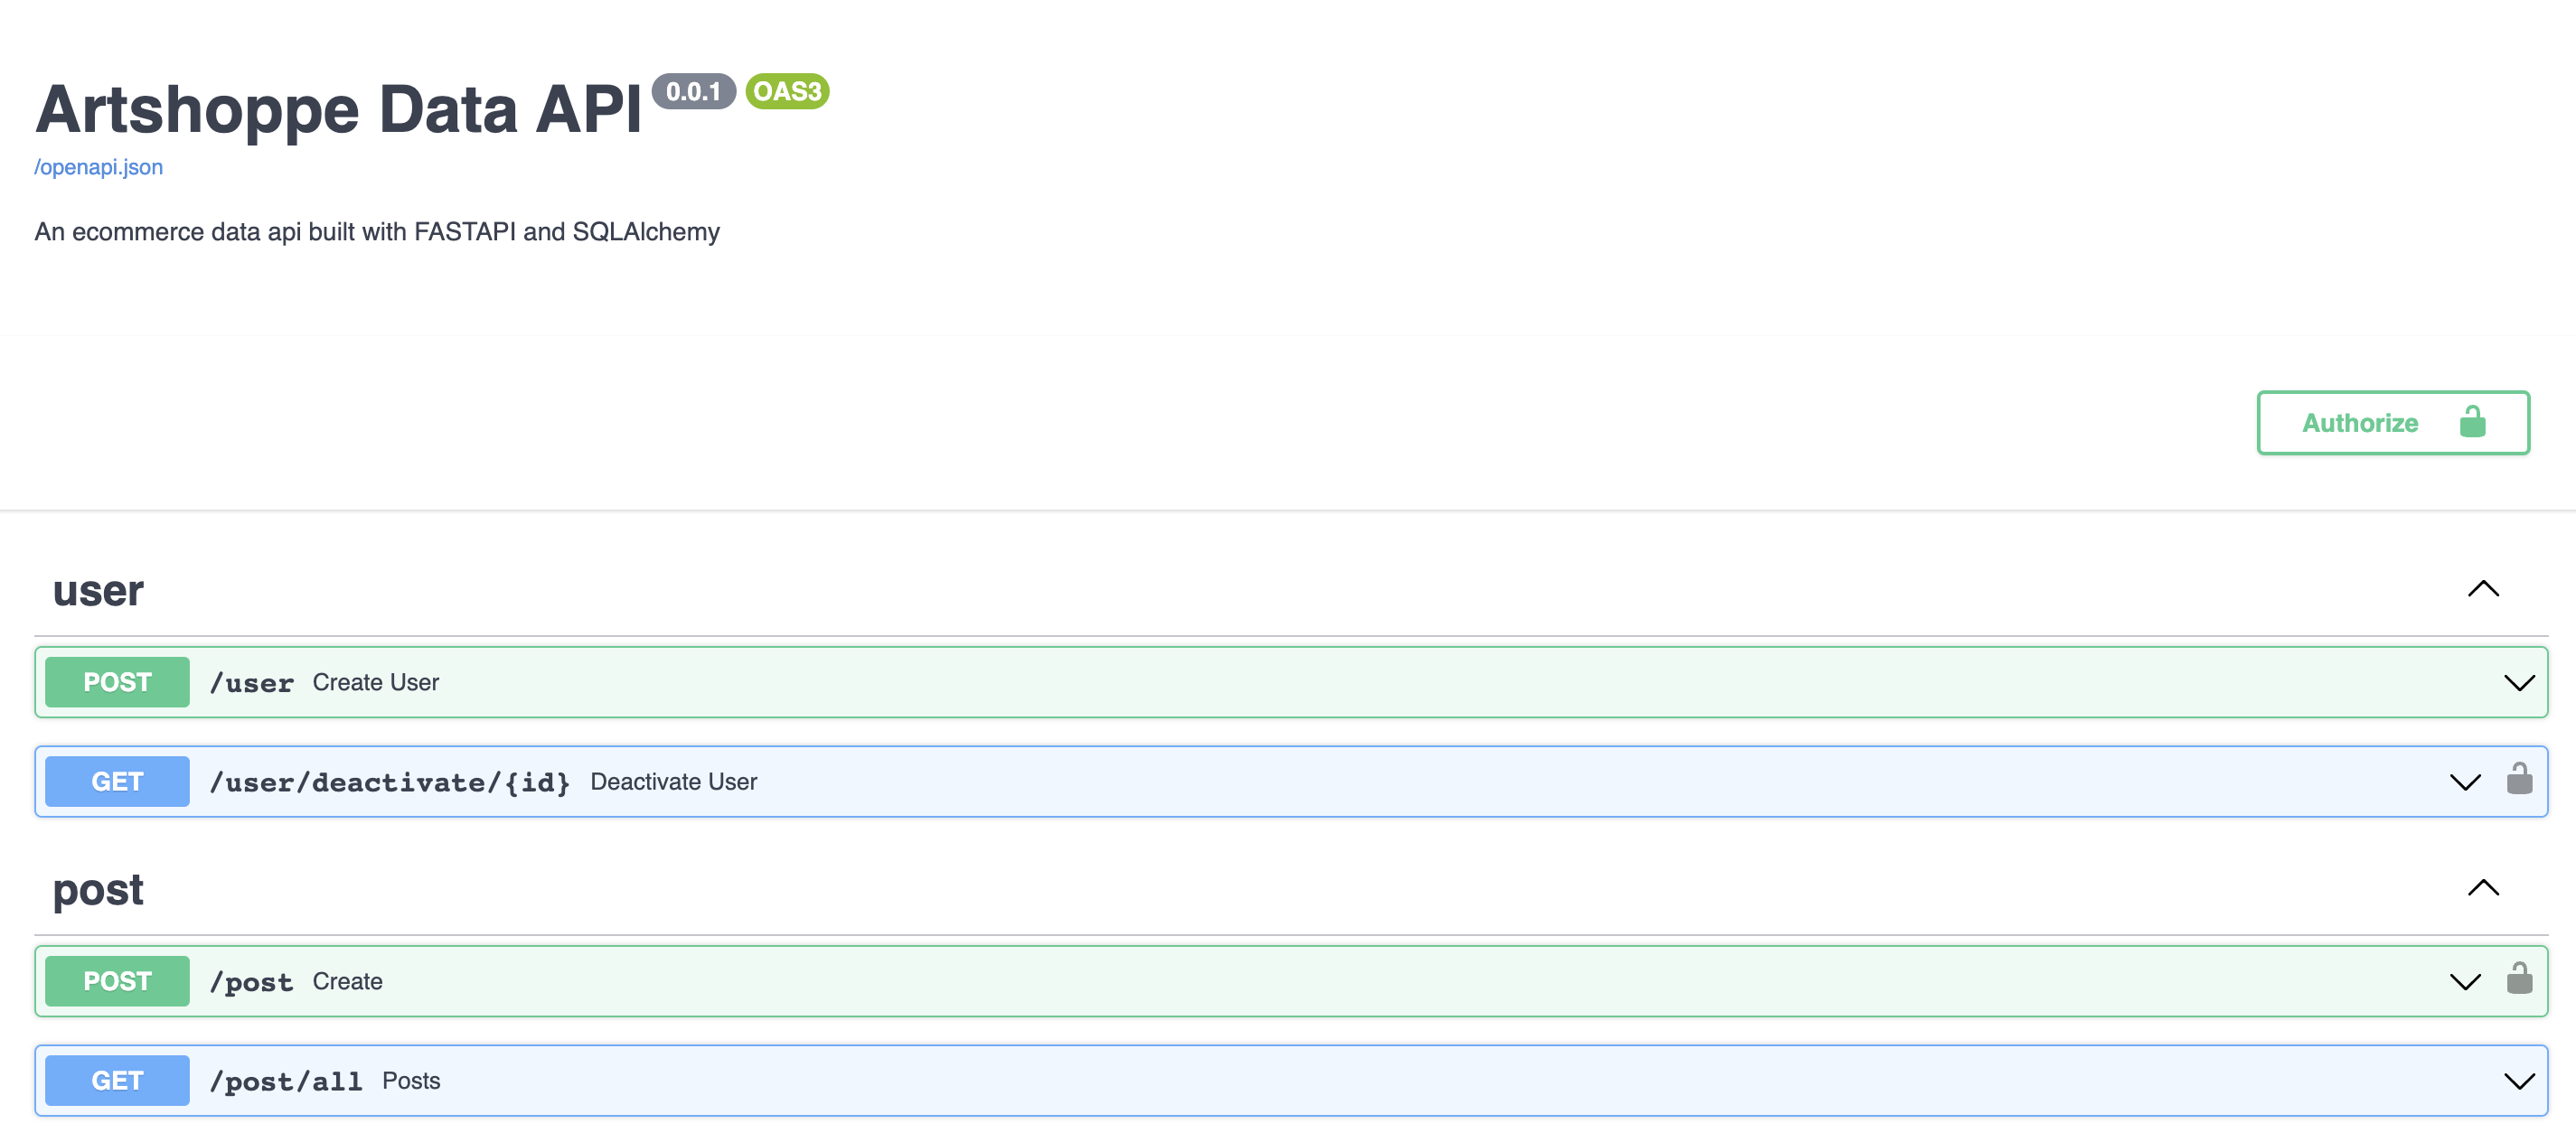 Artshoppe Data API 0.0.1 OAS3
/openapi.json
An ecommerce data api built with FASTAPI and SQLAlchemy
Authorize
user
POST /user Create User
GET /user/deactivate/{id} Deactivate User
post
POST /post Create
GET /post/all Posts